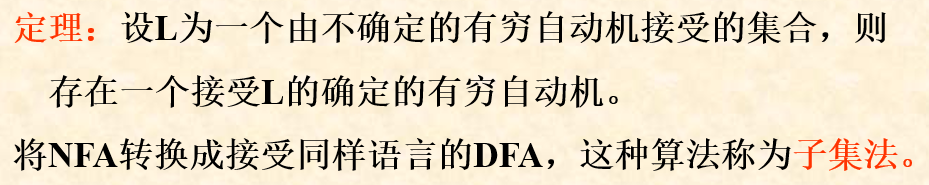 定理：设L为一个由不确定的有穷自动机接受的集合，则
存在一个接受L的确定的有穷自动机。
将NFA转换成接受同样语言的DFA，这种算法称为子集法。